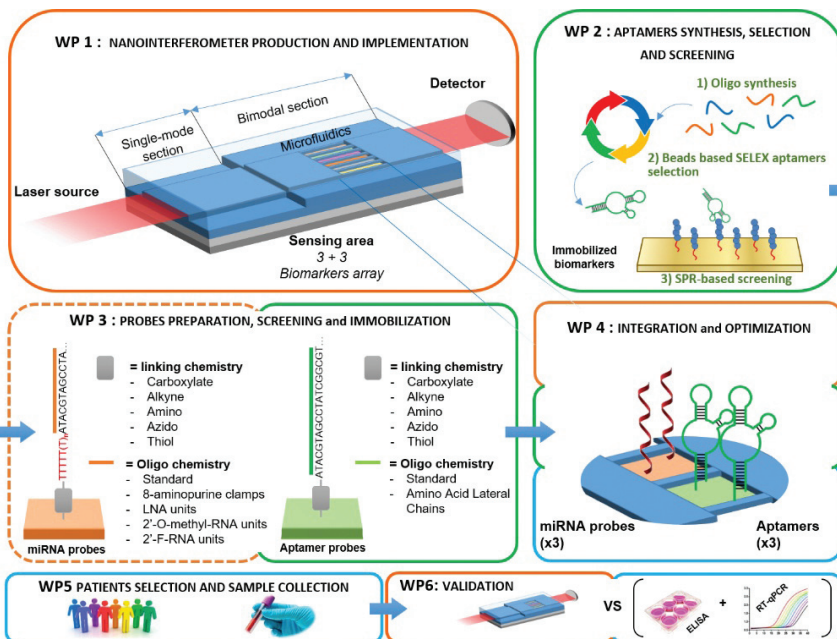 WP 1 : NANOINTERFEROMETER PRODUCTION AND IMPLEMENTATION
Detector
Bimodal section
Single-mode
section
Microfluidics
Laser source
Sensing area
3 + 3
Biomarkers array
WP 2 : APTAMERS SYNTHESIS, SELECTION
AND SCREENING
1) Oligo synthesis
2) Beads based SELEX aptamers
selection
Immobilized
biomarkers
3) SPR-based screening
WP 3 : PROBES PREPARATION, SCREENING and IMMOBILIZATION
TTTTT(T)nATACGTAGCCTA...
= linking chemistry
- Carboxylate
- Alkyne
- Amino
- Azido
- Thiol
= Oligo chemistry
- Standard
- 8-aminopurine clamps
- LNA units
- 2'-O-methyl-RNA units
- 2'-F-RNA units
miRNA probes
-ATACGTAGCCTATCGGCGT...
= linking chemistry
- Carboxylate
- Alkyne
- Amino
- Azido
- Thiol
= Oligo chemistry
- Standard
- Amino Acid Lateral
Chains
Aptamer probes
WP 4 : INTEGRATION and OPTIMIZATION
miRNA probes
(x3)
Aptamers
(x3)
WP5 PATIENTS SELECTION AND SAMPLE COLLECTION
WP6: VALIDATION
VS
ELISA
+
RT-qPCR